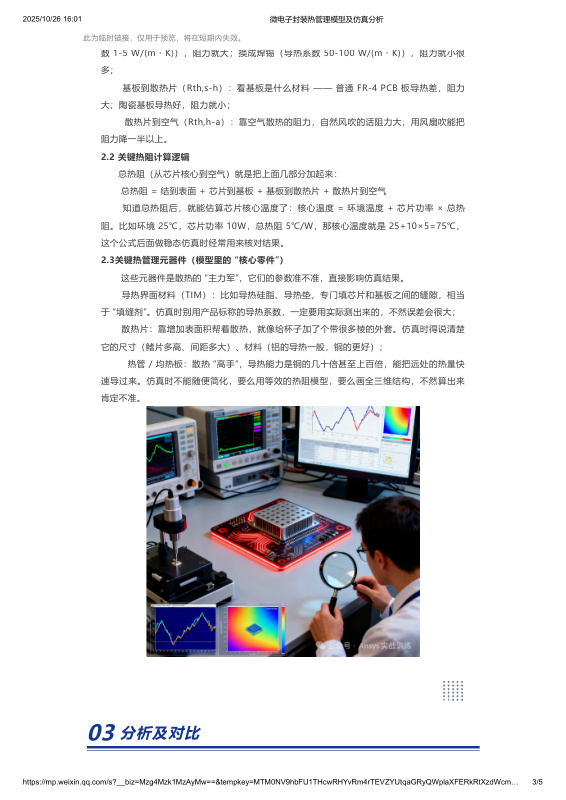 2025/10/26 16:01
微电子封装热管理模型及仿真分析
此为临时链接，仅用于预览，将在短期内失效。
数 1-5 W/(m・K)），阻力就大；换成焊锡（导热系数 50-100 W/(m・K)），阻力就小很
多；
基板到散热片（Rth,s-h）：看基板是什么材料 —— 普通 FR-4 PCB 板导热差，阻力
大；陶瓷基板导热好，阻力就小；
散热片到空气（Rth,h-a）：靠空气散热的阻力，自然风吹的话阻力大，用风扇吹能把
阻力降一半以上。
2.2 关键热阻计算逻辑
总热阻（从芯片核心到空气）就是把上面几部分加起来：
总热阻 = 结到表面 + 芯片到基板 + 基板到散热片 + 散热片到空气
知道总热阻后，就能估算芯片核心温度了：核心温度 = 环境温度 + 芯片功率 × 总热
阻。比如环境 25℃，芯片功率 10W，总热阻 5℃/W，那核心温度就是 25+10×5=75℃，
这个公式后面做稳态仿真时经常用来核对结果。
2.3关键热管理元器件（模型里的 “核心零件”）
这些元器件是散热的 “主力军”，它们的参数准不准，直接影响仿真结果。
导热界面材料（TIM）：比如导热硅脂、导热垫，专门填芯片和基板之间的缝隙，相当
于 “填缝剂”。仿真时别用产品标称的导热系数，一定要用实际测出来的，不然误差会很大；
散热片：靠增加表面积帮着散热，就像给杯子加了个带很多棱的外套。仿真时得说清楚
它的尺寸（鳍片多高、间距多大）、材料（铝的导热一般，铜的更好）；
热管 / 均热板：散热 “高手”，导热能力是铜的几十倍甚至上百倍，能把远处的热量快
速导过来。仿真时不能随便简化，要么用等效的热阻模型，要么画全三维结构，不然算出来
肯定不准。
号 · Ansys实战训练
03 分析及对比
https://mp.weixin.qq.com/s?__biz=Mzg4Mzk1MzAyMw==&tempkey=MTM0NV9hbFU1THcwRHYvRm4rTEVZYUtqaGRyQWplaXFERkRtXzdWcm...
3/5